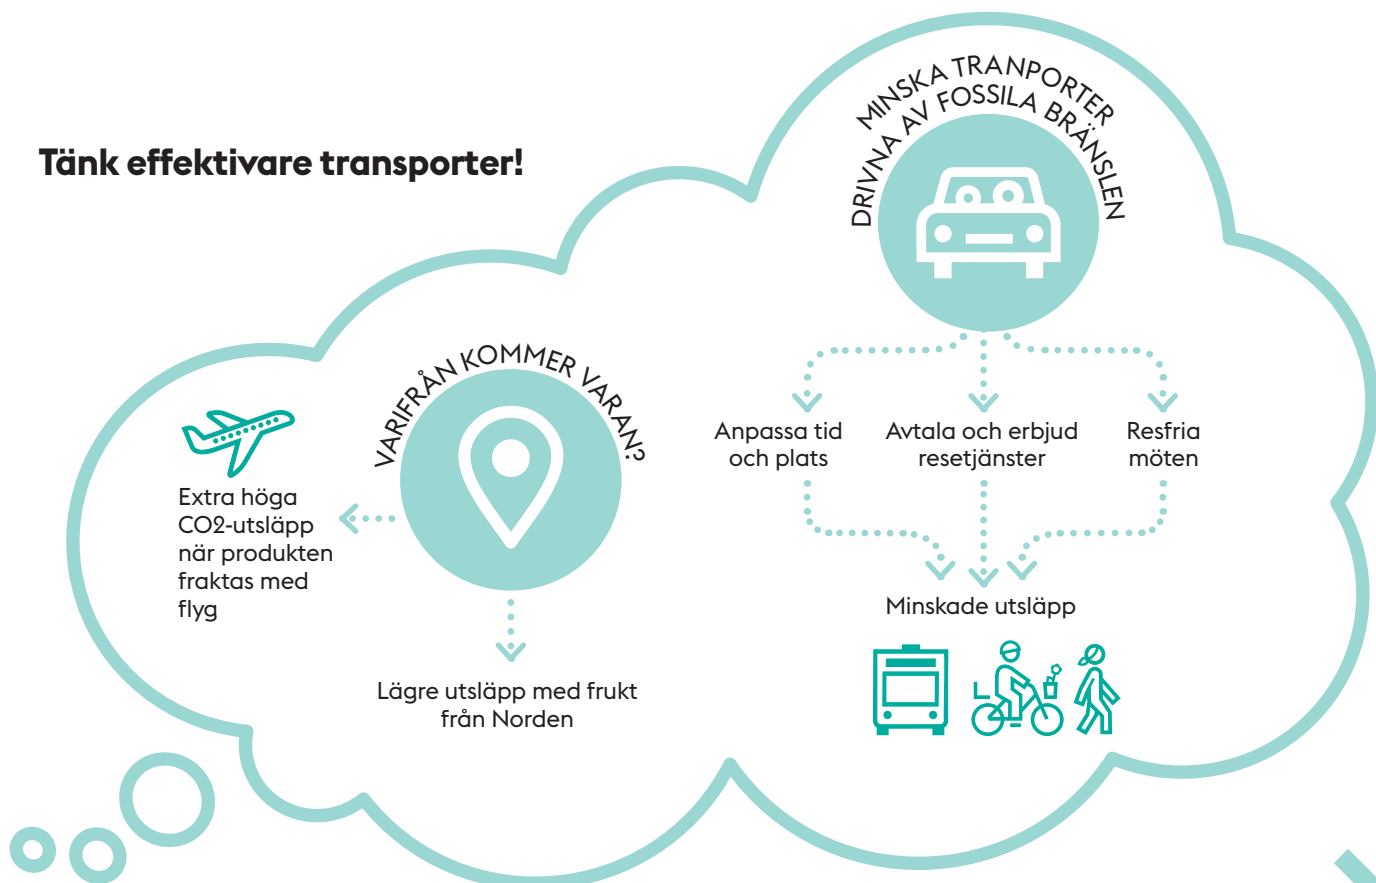 Tänk effektivare transporter!
MINSKA TRANPORTER
DRIVNA AV FOSSILA BRÄNSLEN
VARIFRÅN KOMMER VARAN?
Extra höga
CO2-utsläpp
när produkten
fraktas med
flyg
Lägre utsläpp med frukt
från Norden
Anpassa tid
och plats
Avtala och erbjud
resetjänster
Resfria
möten
Minskade utsläpp